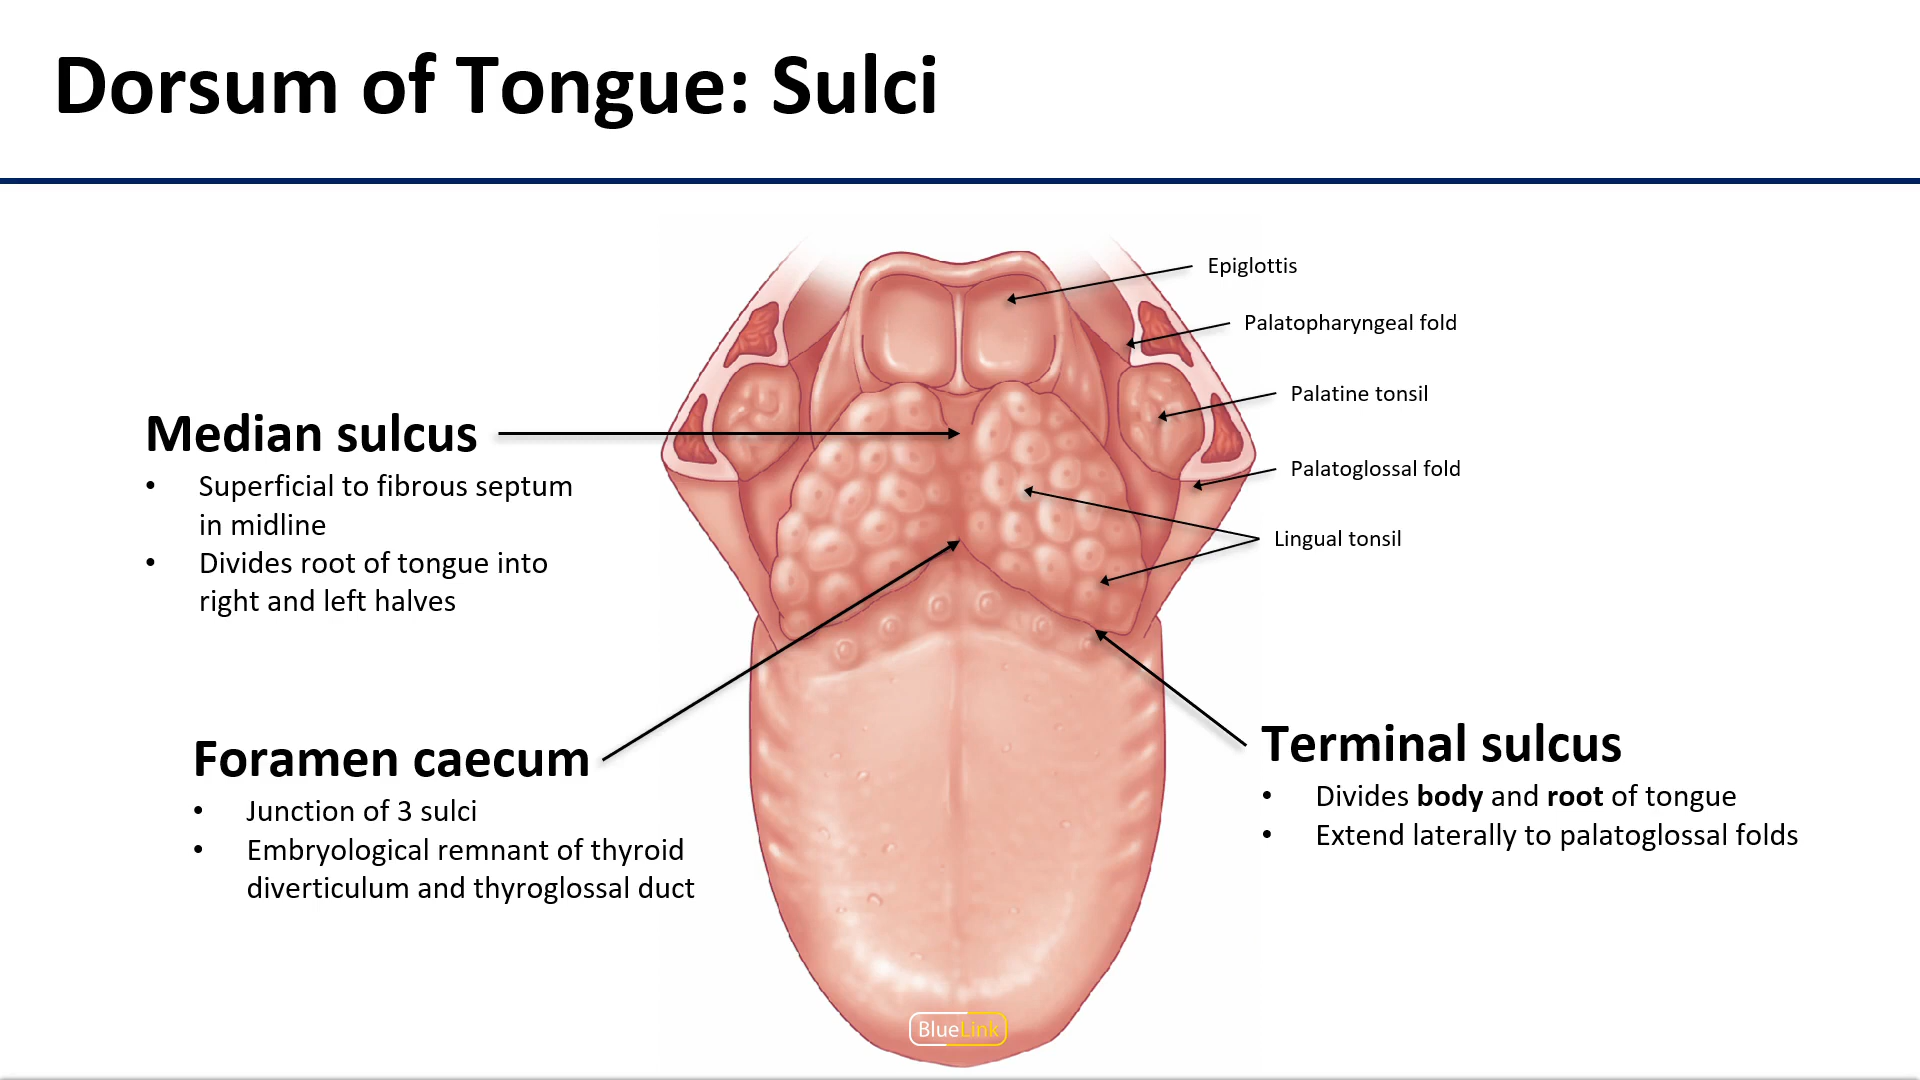 Dorsum of Tongue: Sulci
Epiglottis
Palatopharyngeal fold
Palatine tonsil
Palatoglossal fold
Lingual tonsil
Median sulcus
• Superficial to fibrous septum
in midline
• Divides root of tongue into
right and left halves
Foramen caecum
• Junction of 3 sulci
• Embryological remnant of thyroid
diverticulum and thyroglossal duct
Terminal sulcus
• Divides body and root of tongue
• Extend laterally to palatoglossal folds
BlueLink